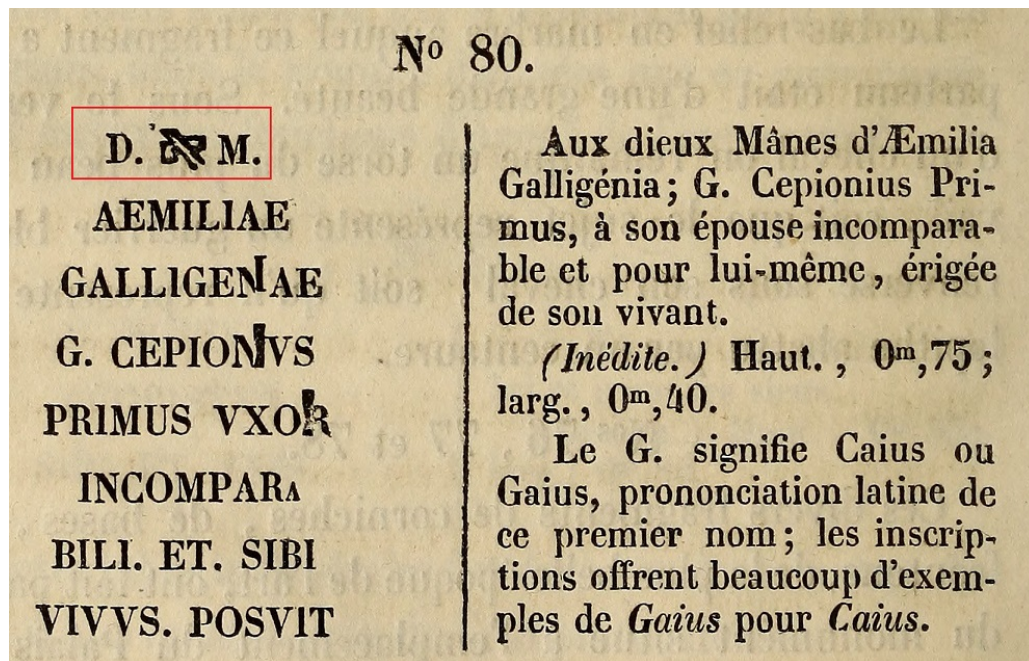 Nº 80.
D. M.
AEMILIAE
GALLIGENIAE
G. CEPIONIVS
PRIMUS VXORI
INCOMPARA
BILI. ET. SIBI
VIVVS. POSVIT
Aux dieux Mânes d'Æmilia
Galligénia; G. Cepionius Pri-
mus, à son épouse incompara-
ble et pour lui-même, érigée
de son vivant.
(Inédite.) Haut., 0ᵐ,75;
larg., 0ᵐ,40.
Le G. signifie Caius ou
Gaius, prononciation latine de
ce premier nom; les inscrip-
tions offrent beaucoup d'exem-
ples de Gaius pour Caius.